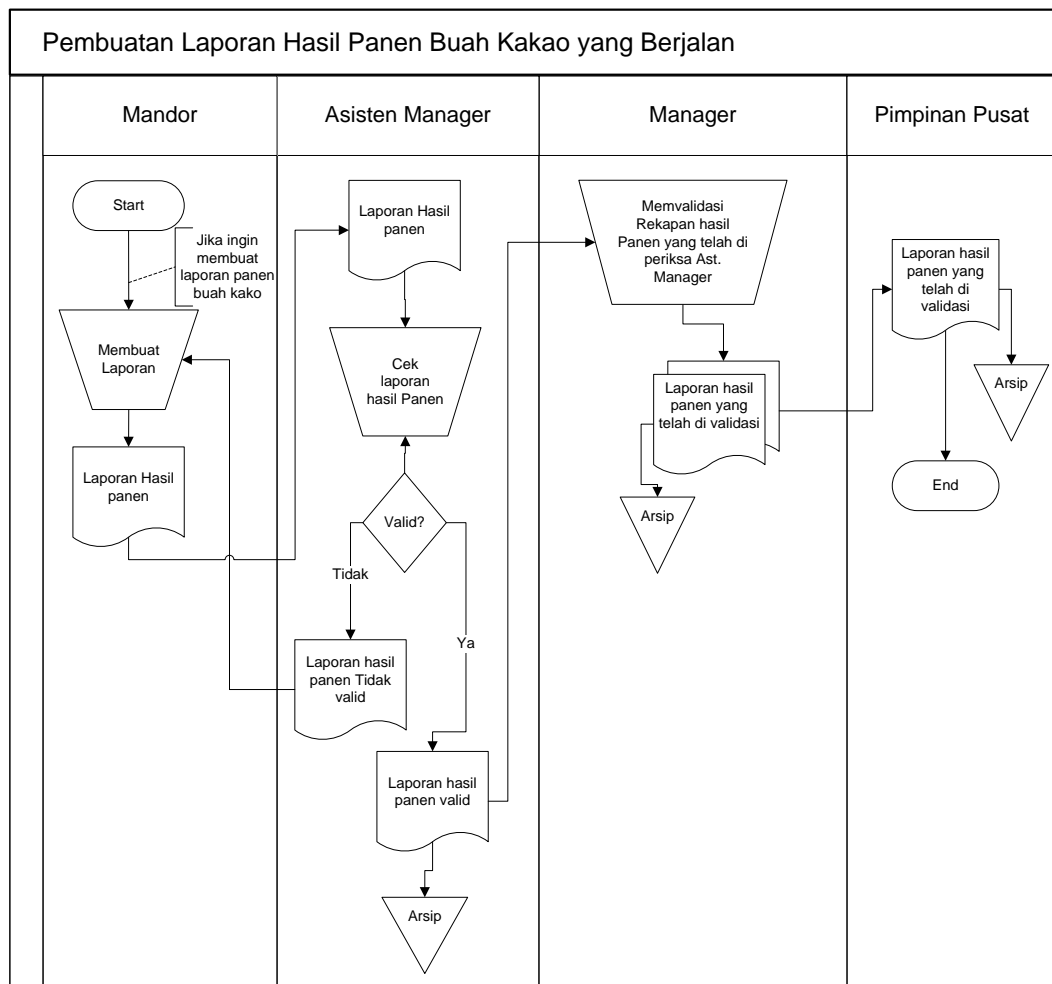 Pembuatan Laporan Hasil Panen Buah Kakao yang Berjalan
Mandor
Asisten Manager
Manager
Pimpinan Pusat
Start
Jika ingin
membuat
laporan panen
buah kako
Membuat
Laporan
Laporan Hasil
panen
Laporan Hasil
panen
Cek
laporan
hasil Panen
Valid?
Tidak
Ya
Laporan hasil
panen Tidak
valid
Laporan hasil
panen valid
Arsip
Memvalidasi
Rekapan hasil
Panen yang telah di
periksa Ast.
Manager
Laporan hasil
panen yang
telah di validasi
Arsip
Laporan hasil
panen yang
telah di
validasi
Arsip
End